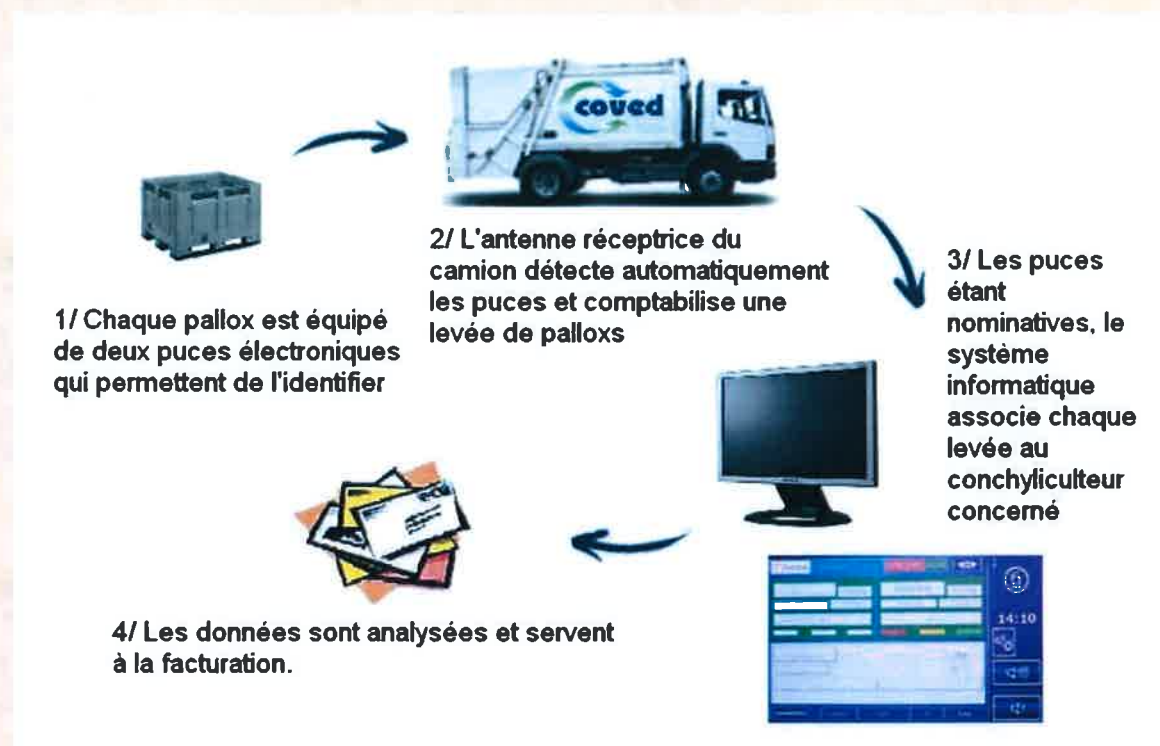 coved
2/ L'antenne réceptrice du
camion détecte automatiquement
les puces et comptabilise une
levée de palloxs
1/ Chaque pallox est équipé
de deux puces électroniques
qui permettent de l'identifier
3/ Les puces
étant
nominatives, le
système
informatique
associe chaque
levée au
conchyliculteur
concerné
14:10
4/ Les données sont analysées et servent
à la facturation.